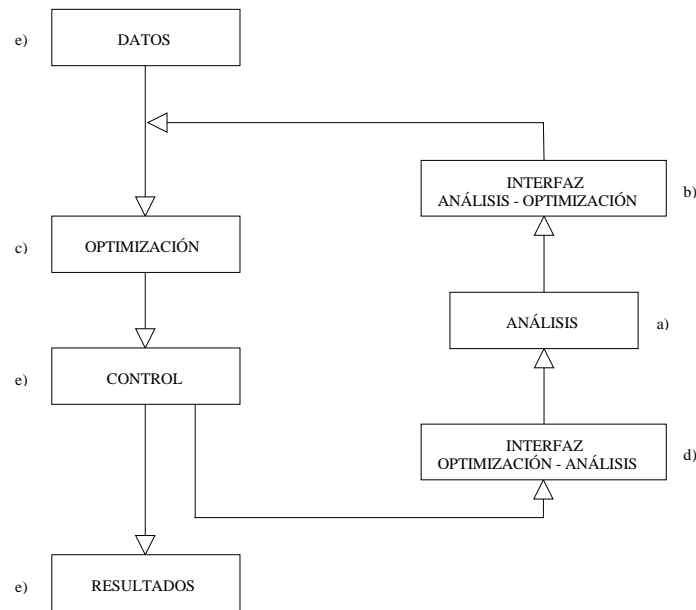 e)
DATOS
INTERFAZ
ANÁLISIS - OPTIMIZACIÓN
b)
c)
OPTIMIZACIÓN
ANÁLISIS
a)
e)
CONTROL
INTERFAZ
OPTIMIZACIÓN - ANÁLISIS
d)
e)
RESULTADOS